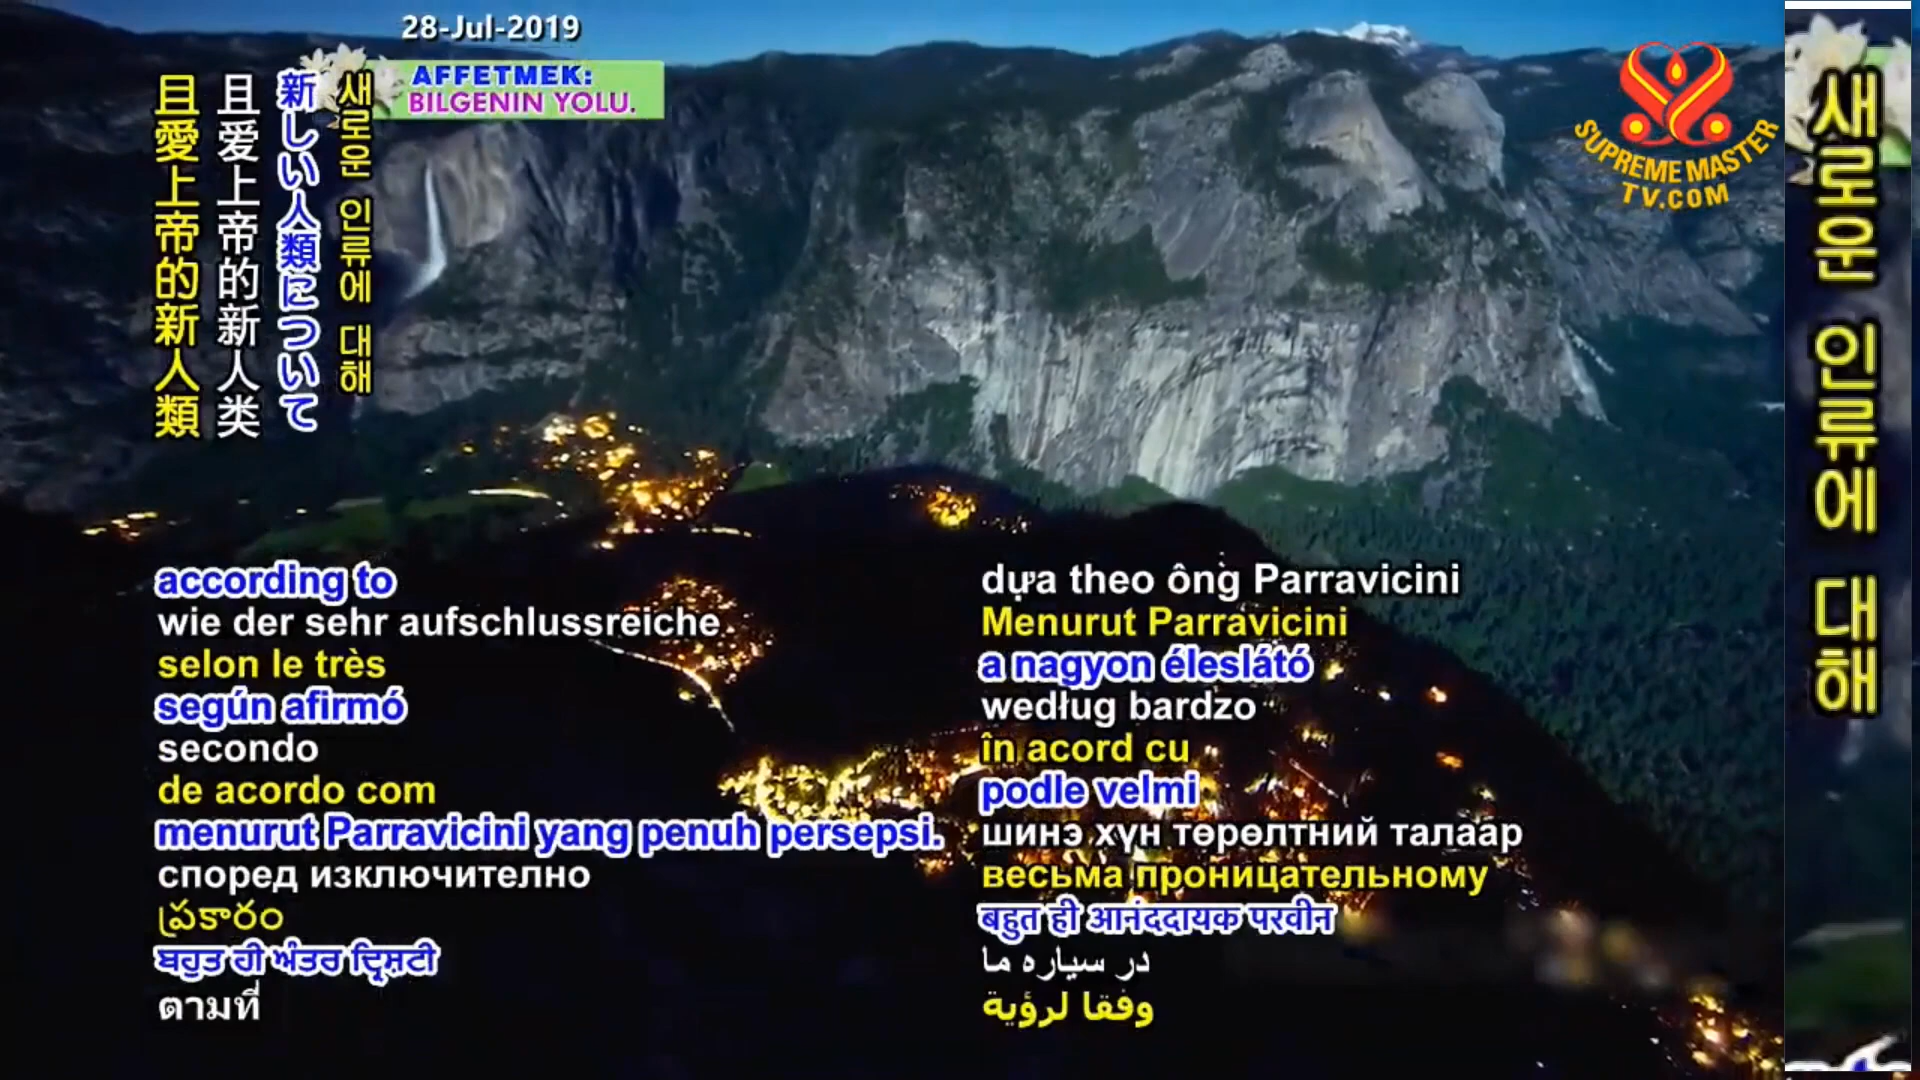 28-Jul-2019
AFFETMEK:
BILGENIN YOLU.
SUPREME MASTER
TV.COM
새로운 인류에 대해
新しい人類について
且爱上帝的新人类
且愛上帝的新人類
according to
wie der sehr aufschlussreiche
selon le très
según afirmó
secondo
de acordo com
menurut Parravicini yang penuh persepsi.
според изключително
ప్రకారం
ਬਹੁਤ ਹੀ ਅੰਤਰ ਦ੍ਰਿਸ਼ਟੀ
ตามที่
dựa theo ông Parravicini
Menurut Parravicini
a nagyon éleslátó
według bardzo
în acord cu
podle velmi
шинэ хүн төрөлтний талаар
весьма проницательному
बहुत ही आनंददायक परवीन
در سیاره ما
وفقا لرؤية
새로운 인류에 대해